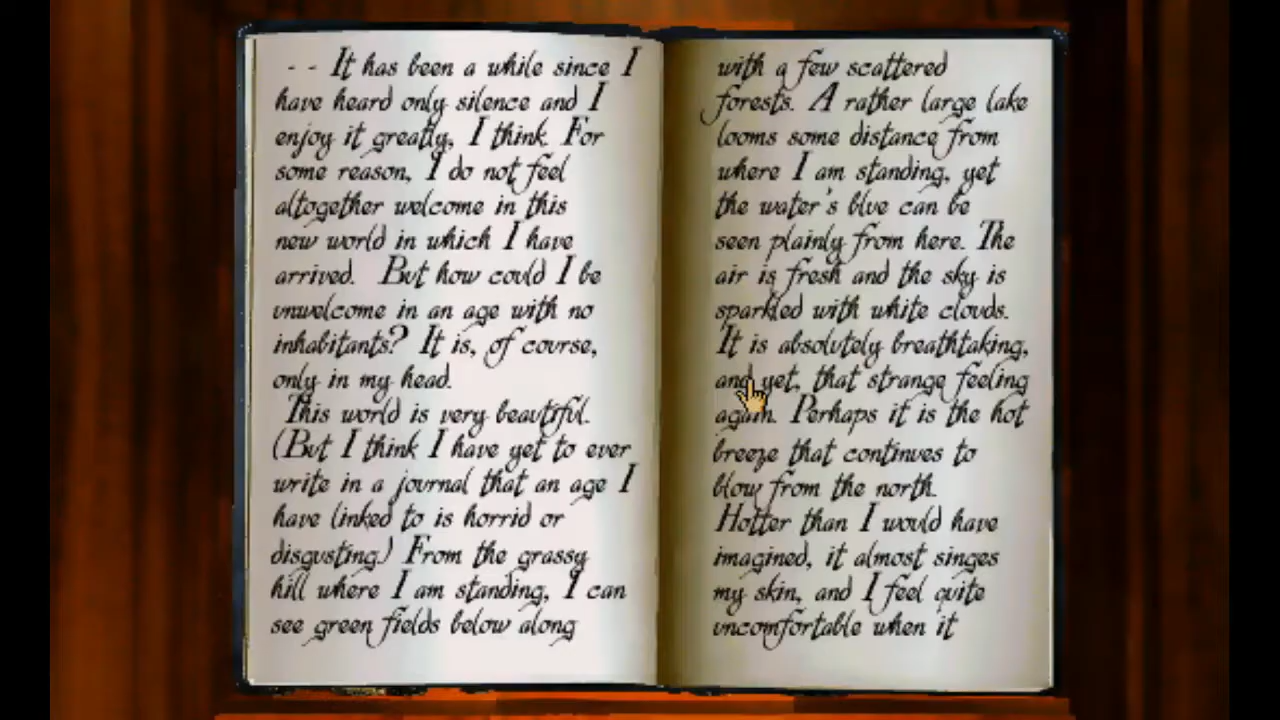 - - It has been a while since I
have heard only silence and I
enjoy it greatly, I think. For
some reason, I do not feel
altogether welcome in this
new world in which I have
arrived. But how could I be
unwelcome in an age with no
inhabitants? It is, of course,
only in my head.
This world is very beautiful.
(But I think I have yet to ever
write in a journal that an age I
have linked to is horrid or
disgusting.) From the grassy
hill where I am standing, I can
see green fields below along
with a few scattered
forests. A rather large lake
looms some distance from
where I am standing, yet
the water's blue can be
seen plainly from here. The
air is fresh and the sky is
sparkled with white clouds.
It is absolutely breathtaking,
and yet, that strange feeling
again. Perhaps it is the hot
breeze that continues to
blow from the north.
Hotter than I would have
imagined, it almost singes
my skin, and I feel quite
uncomfortable when it